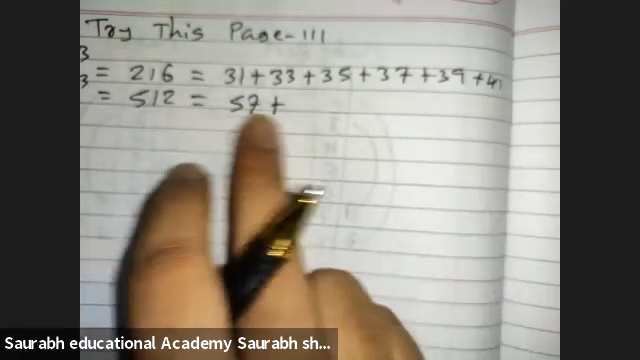 Try This Page-111
3
= 216 = 31 + 33 + 35 + 37 + 39 + 41
3 = 512 = 57 +
Saurabh educational Academy Saurabh sh...